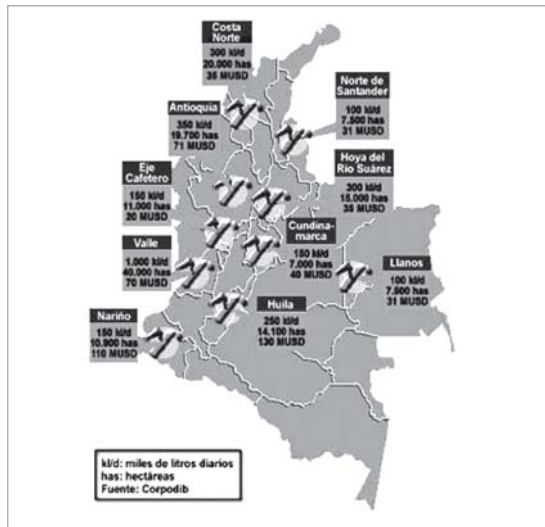 Costa
Norte
300 kl/d
20.000 has
35 MUSD
Norte de
Santander
100 kl/d
7.500 has
31 MUSD
Antioquia
350 kl/d
19.700 has
71 MUSD
Hoya del
Río Suárez
300 kl/d
15.000 has
35 MUSD
Eje
Cafetero
150 kl/d
11.000 has
20 MUSD
Cundina-
marca
150 kl/d
7.000 has
40 MUSD
Valle
1.000 kl/d
40.000 has
70 MUSD
Llanos
100 kl/d
7.500 has
31 MUSD
Huila
250 kl/d
14.100 has
130 MUSD
Nariño
150 kl/d
10.900 has
110 MUSD
kl/d: miles de litros diarios
has: hectáreas
Fuente: Corpodib